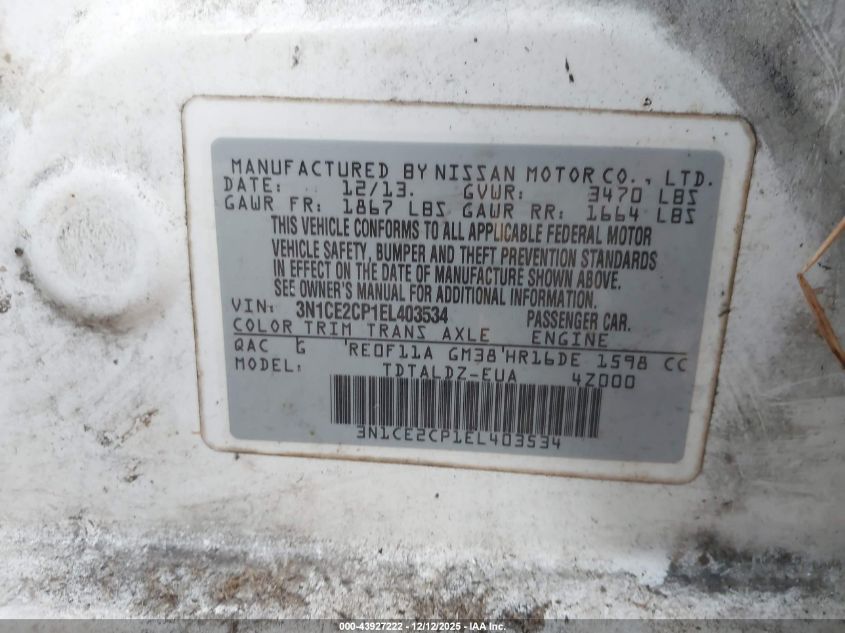 MANUFACTURED BY NISSAN MOTOR CO., LTD.
DATE: 12/13. GVWR: 3470 LBS
GAWR FR: 1867 LBS GAWR RR: 1664 LBS
THIS VEHICLE CONFORMS TO ALL APPLICABLE FEDERAL MOTOR
VEHICLE SAFETY, BUMPER AND THEFT PREVENTION STANDARDS
IN EFFECT ON THE DATE OF MANUFACTURE SHOWN ABOVE.
SEE OWNER'S MANUAL FOR ADDITIONAL INFORMATION.
VIN: 3N1CE2CP1EL403534 PASSENGER CAR.
COLOR TRIM TRANS AXLE ENGINE
QAC G 'RE0F11A GM38'HR16DE 1598 CC
MODEL: TDTALDZ-EUA 4Z000
3N1CE2CP1EL403534
000-43927222 — 12/12/2025 — IAA Inc.